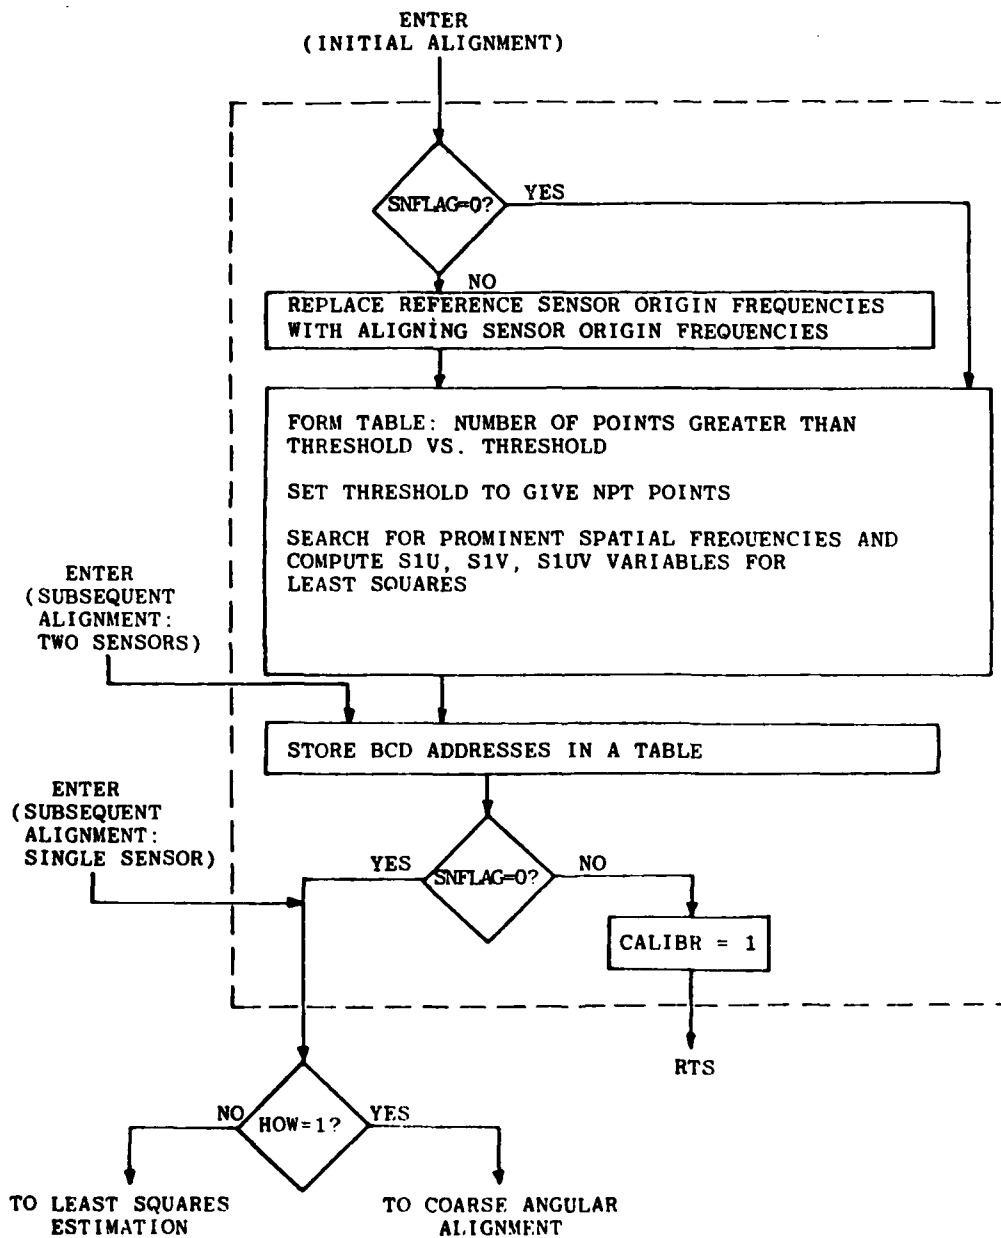 ENTER
(INITIAL ALIGNMENT)
SNFLAG=0?
YES
NO
REPLACE REFERENCE SENSOR ORIGIN FREQUENCIES
WITH ALIGNING SENSOR ORIGIN FREQUENCIES
FORM TABLE: NUMBER OF POINTS GREATER THAN
THRESHOLD VS. THRESHOLD
SET THRESHOLD TO GIVE NPT POINTS
SEARCH FOR PROMINENT SPATIAL FREQUENCIES AND
COMPUTE S1U, S1V, S1UV VARIABLES FOR
LEAST SQUARES
ENTER
(SUBSEQUENT
ALIGNMENT:
TWO SENSORS)
STORE BCD ADDRESSES IN A TABLE
ENTER
(SUBSEQUENT
ALIGNMENT:
SINGLE SENSOR)
YES
SNFLAG=0?
NO
CALIBR = 1
RTS
NO
HOW=1?
YES
TO LEAST SQUARES
ESTIMATION
TO COARSE ANGULAR
ALIGNMENT